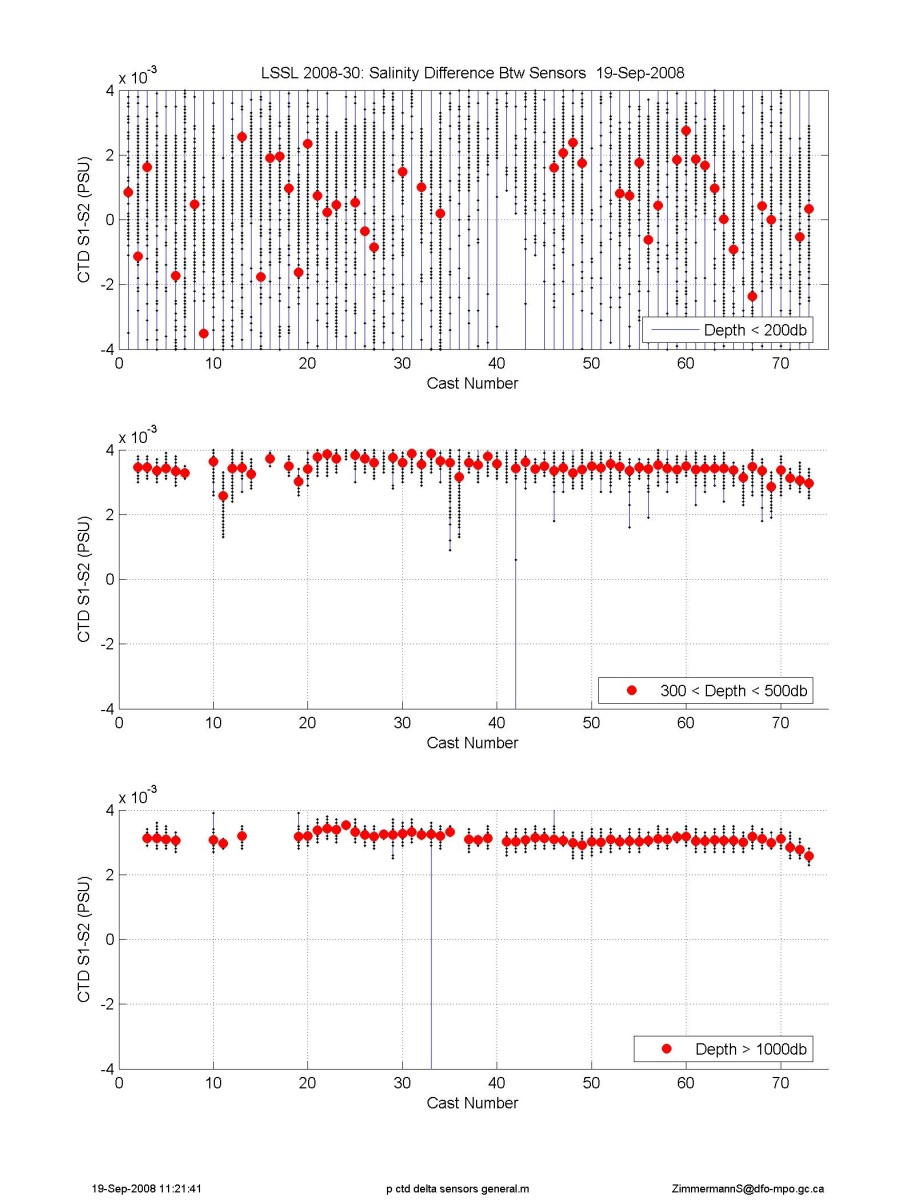 LSSL 2008-30: Salinity Difference Btw Sensors 19-Sep-2008
x 10-3
4
2
0
-2
-4
CTD S1-S2 (PSU)
Depth < 200db
0 10 20 30 40 50 60 70
Cast Number
x 10-3
4
2
0
-2
-4
CTD S1-S2 (PSU)
300 < Depth < 500db
0 10 20 30 40 50 60 70
Cast Number
x 10-3
4
2
0
-2
-4
CTD S1-S2 (PSU)
Depth > 1000db
0 10 20 30 40 50 60 70
Cast Number
19-Sep-2008 11:21:41 p ctd delta sensors general.m ZimmermannS@dfo-mpo.gc.ca